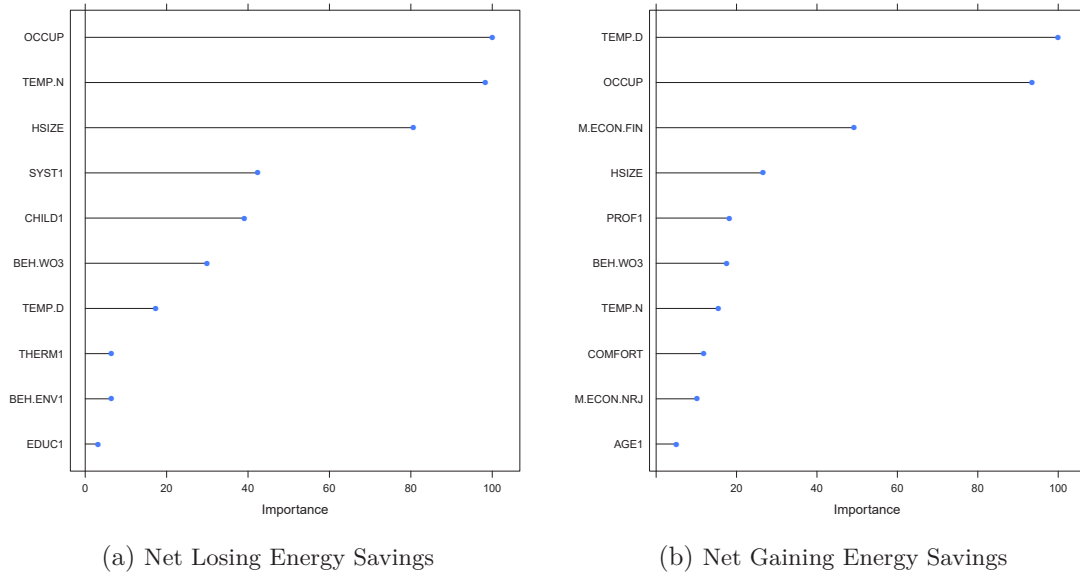 OCCUP
TEMP.N
HSIZE
SYST1
CHILD1
BEH.WO3
TEMP.D
THERM1
BEH.ENV1
EDUC1
0 20 40 60 80 100
Importance
(a) Net Losing Energy Savings
TEMP.D
OCCUP
M.ECON.FIN
HSIZE
PROF1
BEH.WO3
TEMP.N
COMFORT
M.ECON.NRJ
AGE1
20 40 60 80 100
Importance
(b) Net Gaining Energy Savings